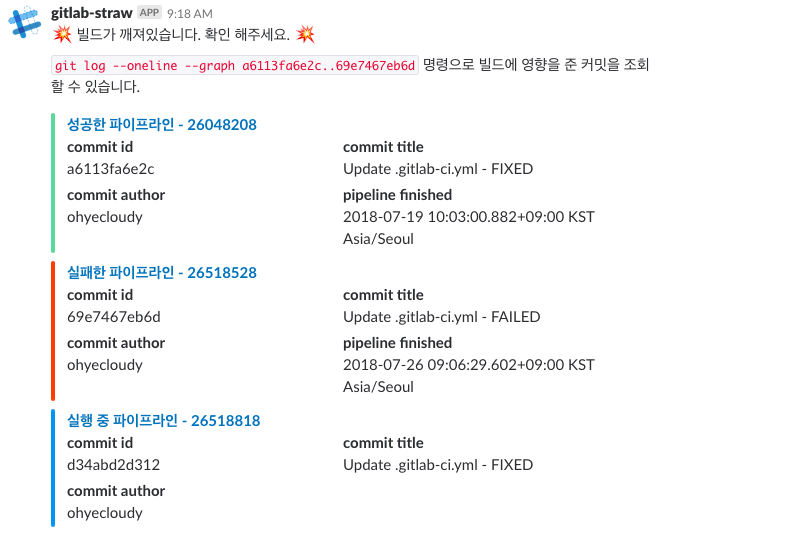 gitlab-straw APP 9:18 AM
💥 빌드가 깨져있습니다. 확인 해주세요. 💥
git log --oneline --graph a6113fa6e2c..69e7467eb6d 명령으로 빌드에 영향을 준 커밋을 조회
할 수 있습니다.
성공한 파이프라인 - 26048208
commit id commit title
a6113fa6e2c Update .gitlab-ci.yml - FIXED
commit author pipeline finished
ohyecloudy 2018-07-19 10:03:00.882+09:00 KST
Asia/Seoul
실패한 파이프라인 - 26518528
commit id commit title
69e7467eb6d Update .gitlab-ci.yml - FAILED
commit author pipeline finished
ohyecloudy 2018-07-26 09:06:29.602+09:00 KST
Asia/Seoul
실행 중 파이프라인 - 26518818
commit id commit title
d34abd2d312 Update .gitlab-ci.yml - FIXED
commit author
ohyecloudy